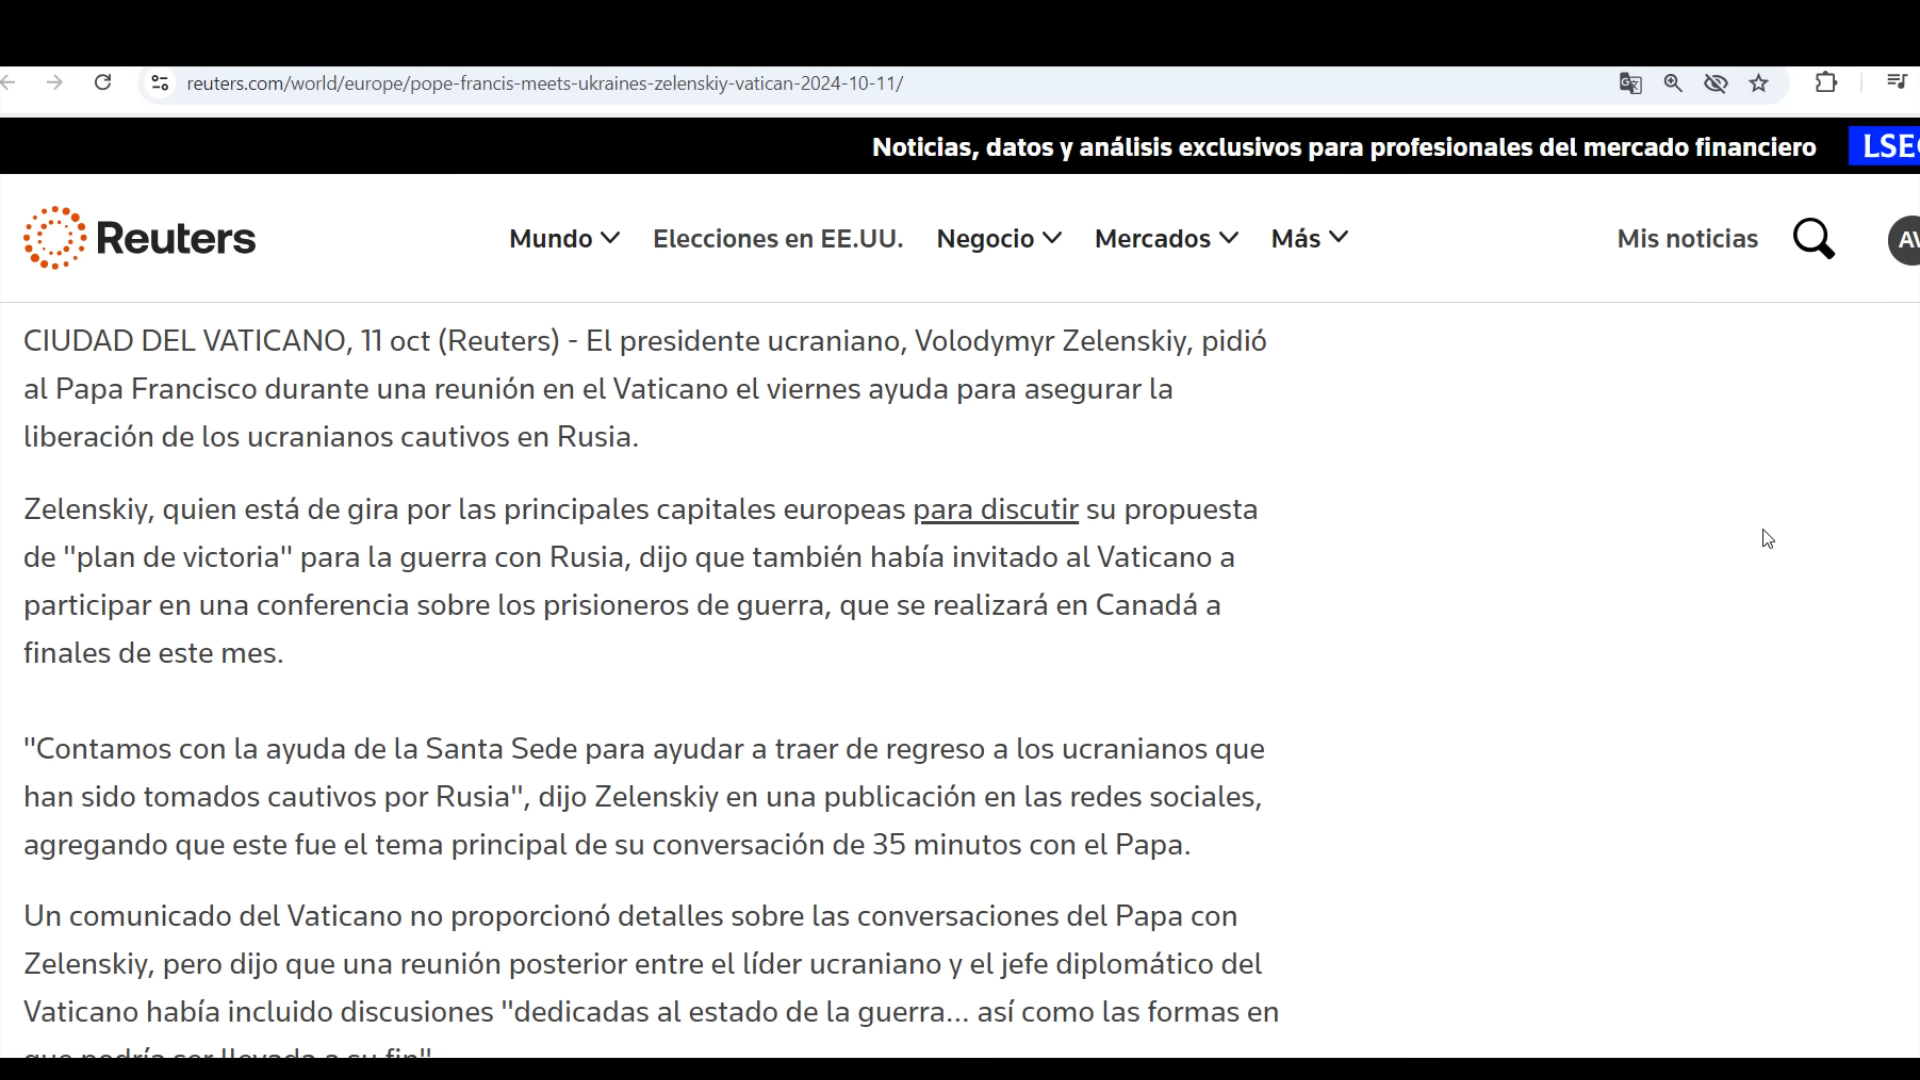 reuters.com/world/europe/pope-francis-meets-ukraines-zelenskiy-vatican-2024-10-11/
Noticias, datos y análisis exclusivos para profesionales del mercado financiero
LSE
Reuters
Mundo
Elecciones en EE.UU.
Negocio
Mercados
Más
Mis noticias
AV
CIUDAD DEL VATICANO, 11 oct (Reuters) - El presidente ucraniano, Volodymyr Zelenskiy, pidió
al Papa Francisco durante una reunión en el Vaticano el viernes ayuda para asegurar la
liberación de los ucranianos cautivos en Rusia.
Zelenskiy, quien está de gira por las principales capitales europeas para discutir su propuesta
de "plan de victoria" para la guerra con Rusia, dijo que también había invitado al Vaticano a
participar en una conferencia sobre los prisioneros de guerra, que se realizará en Canadá a
finales de este mes.
"Contamos con la ayuda de la Santa Sede para ayudar a traer de regreso a los ucranianos que
han sido tomados cautivos por Rusia", dijo Zelenskiy en una publicación en las redes sociales,
agregando que este fue el tema principal de su conversación de 35 minutos con el Papa.
Un comunicado del Vaticano no proporcionó detalles sobre las conversaciones del Papa con
Zelenskiy, pero dijo que una reunión posterior entre el líder ucraniano y el jefe diplomático del
Vaticano había incluido discusiones "dedicadas al estado de la guerra... así como las formas en
que podría ser llevada a su fin"